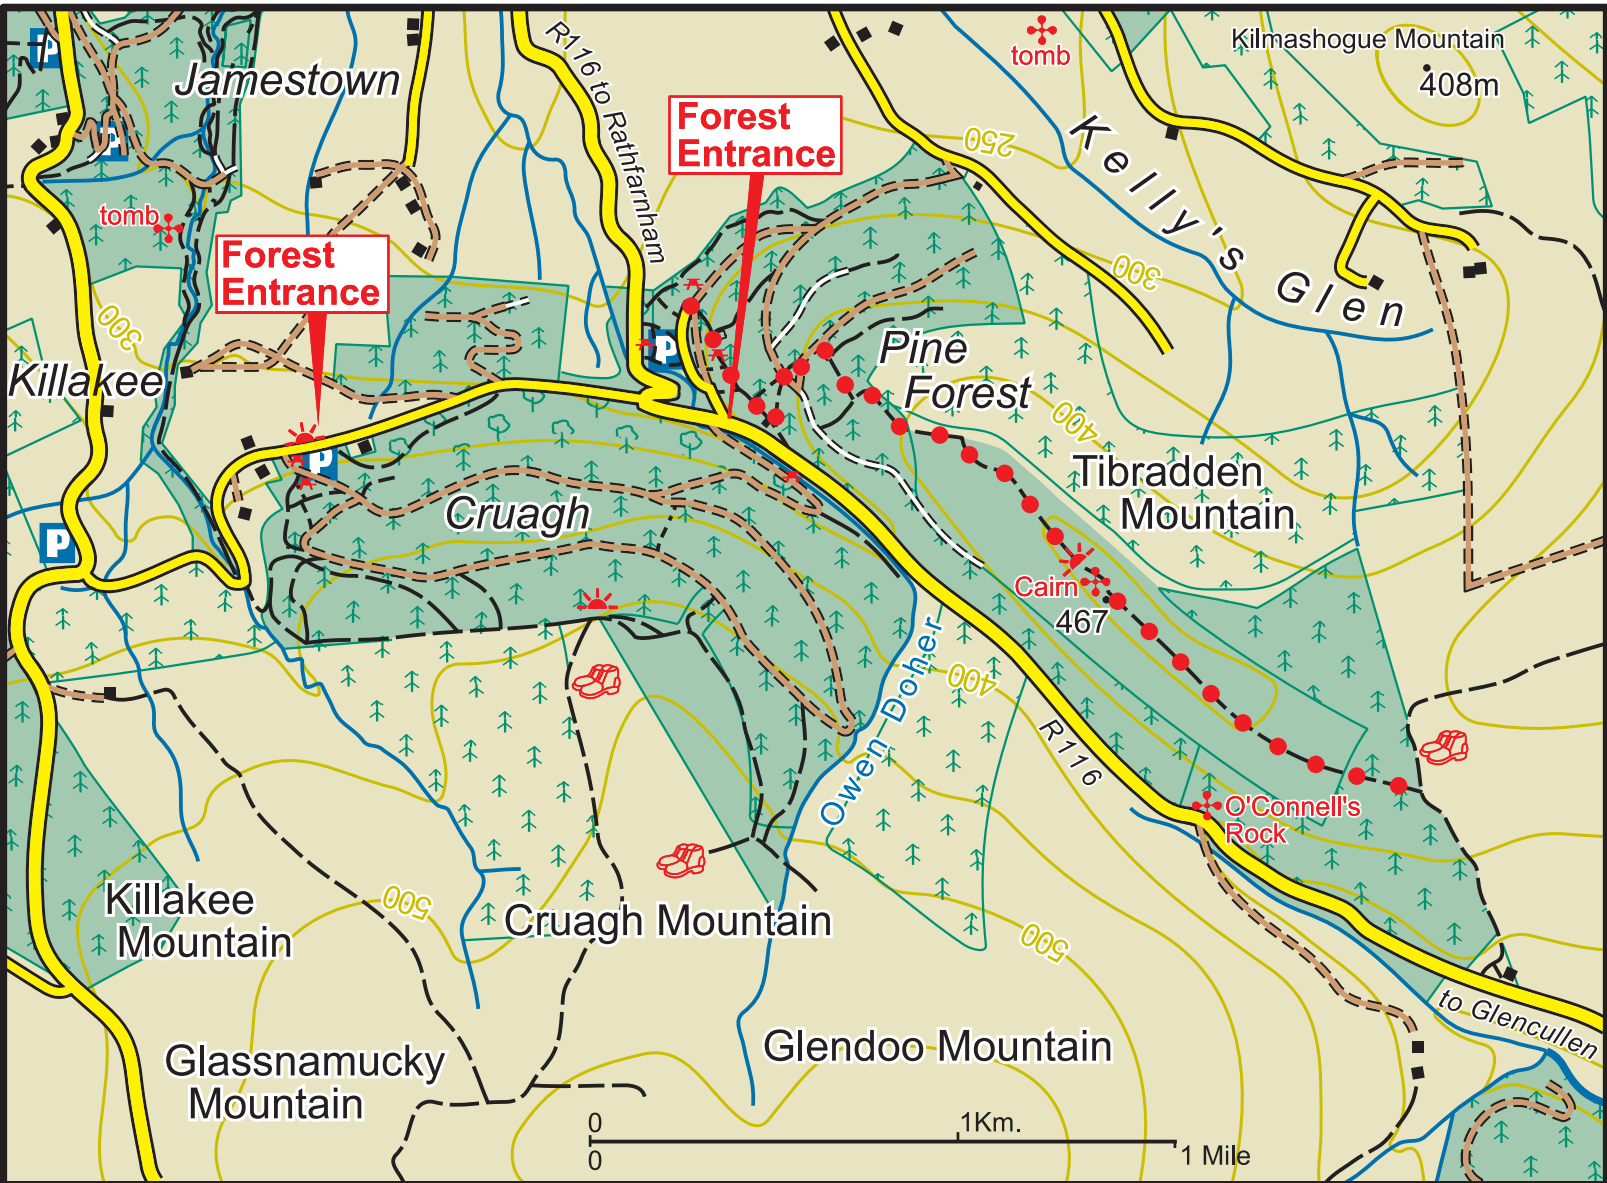 P
Jamestown
R116 to Rathfarnham
tomb
Kilmashogue Mountain
408m
Forest
Entrance
250
Kelly's Glen
P
tomb
Forest
Entrance
300
300
P
Killakee
Pine
Forest
400
P
Cruagh
Tibradden
Mountain
P
Cairn
467
Owen Doher
400
R116
O'Connell's
Rock
Killakee
Mountain
500
Cruagh Mountain
500
to Glencullen
Glassnamucky
Mountain
Glendoo Mountain
0
1Km.
0
1 Mile